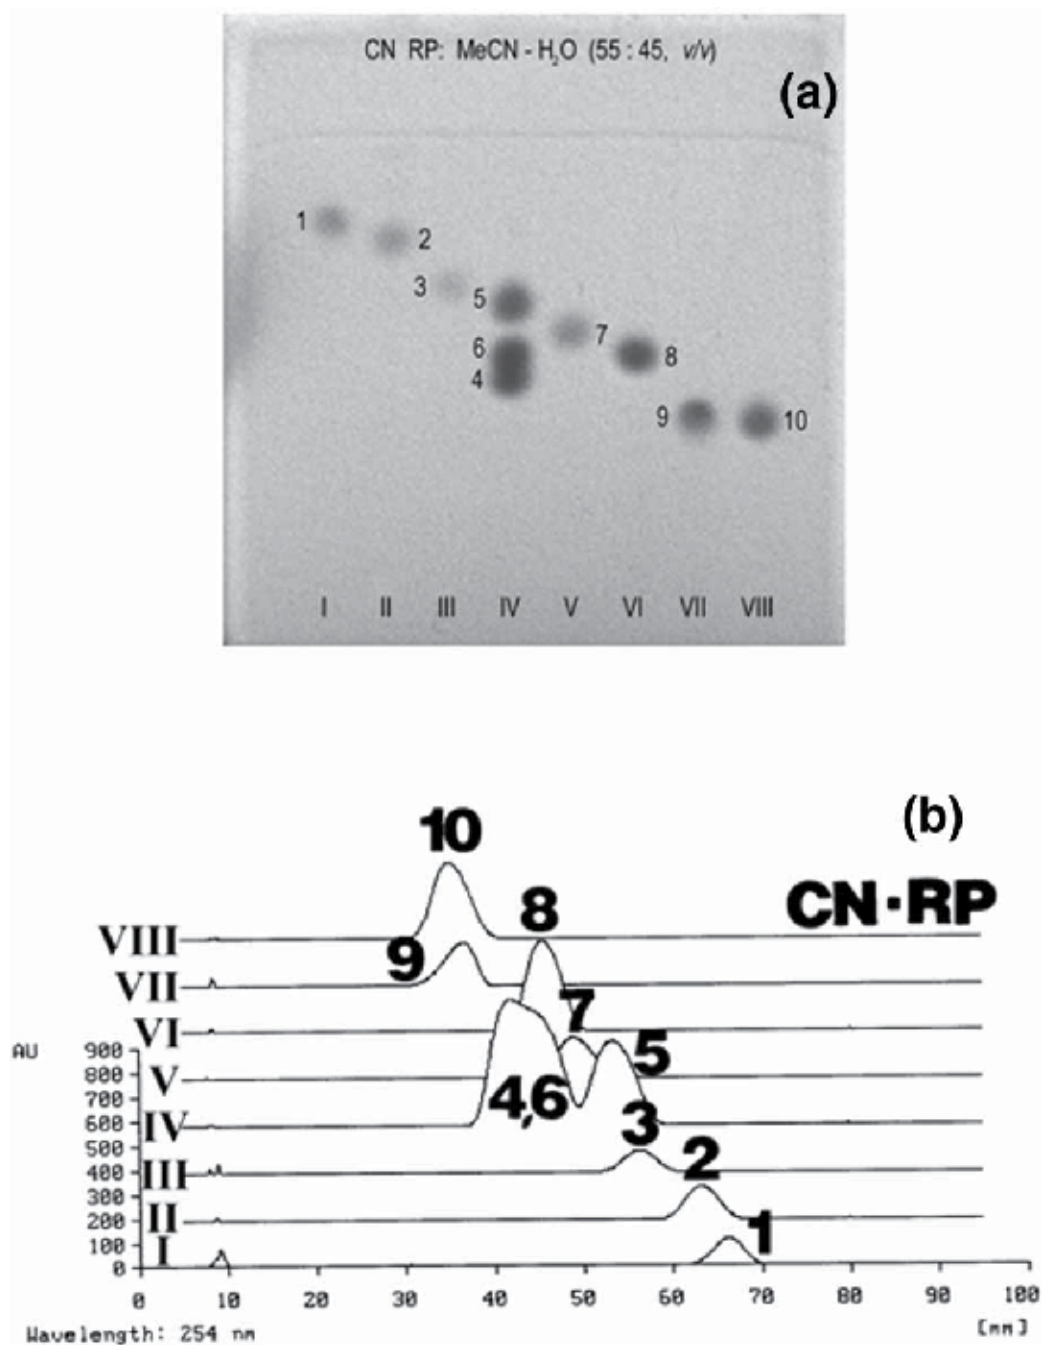 CN RP: MeCN - H₂O (55 : 45, v/v)
(a)
1
2
3
5
6
4
7
8
9
10
I II III IV V VI VII VIII
(b)
CN·RP
10
8
9
7
5
4,6
3
2
1
VIII
VII
VI
V
IV
III
II
I
AU
900
800
700
600
500
400
300
200
100
0
0 10 20 30 40 50 60 70 80 90 100
Wavelength: 254 nm [mm]